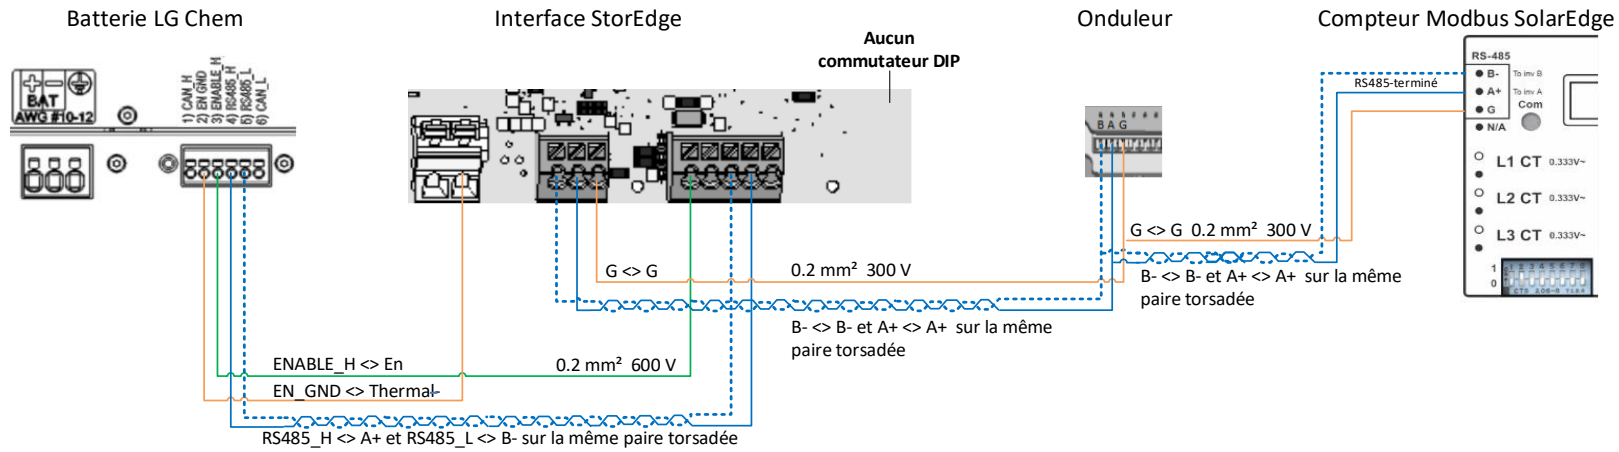 Batterie LG Chem
Interface StorEdge
Onduleur
Compteur Modbus SolarEdge
Aucun
commutateur DIP
1) CAN_H
2) EN GND
3) ENABLE_H
4) RS485_H
5) RS485_L
6) CAN_L
BAT
AWG #10-12
RS-485
B- To inv B
A+ To inv A
G Com
N/A
RS485-terminé
B A G
L1 CT 0.333V~
L2 CT 0.333V~
L3 CT 0.333V~
1
0
G <> G 0.2 mm² 300 V
G <> G
0.2 mm² 300 V
B- <> B- et A+ <> A+ sur la même
paire torsadée
B- <> B- et A+ <> A+ sur la même
paire torsadée
ENABLE_H <> En
0.2 mm² 600 V
EN_GND <> Thermal-
RS485_H <> A+ et RS485_L <> B- sur la même paire torsadée